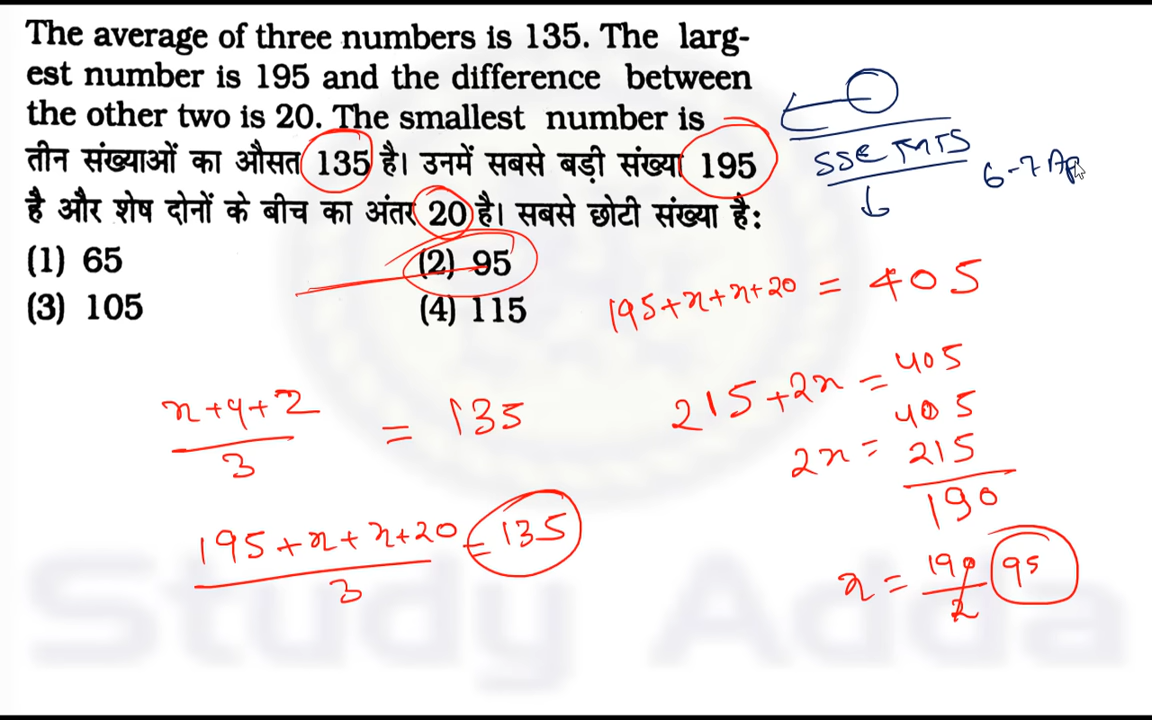 The average of three numbers is 135. The larg-
est number is 195 and the difference between
the other two is 20. The smallest number is
तीन संख्याओं का औसत 135 है। उनमें सबसे बड़ी संख्या 195
है और शेष दोनों के बीच का अंतर 20 है। सबसे छोटी संख्या है:
(1) 65 (2) 95
(3) 105 (4) 115
SSC MTS
6-7 Ap
195+x+x+20 = 405
215+2x = 405
405
2x = 215
190
x = 190/2 95
x+y+z/3 = 135
195+x+x+20/3 = 135
Study Adda